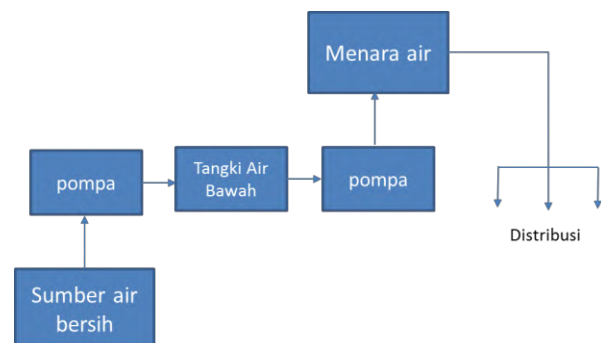 Menara air
pompa
Tangki Air
Bawah
pompa
Distribusi
Sumber air
bersih